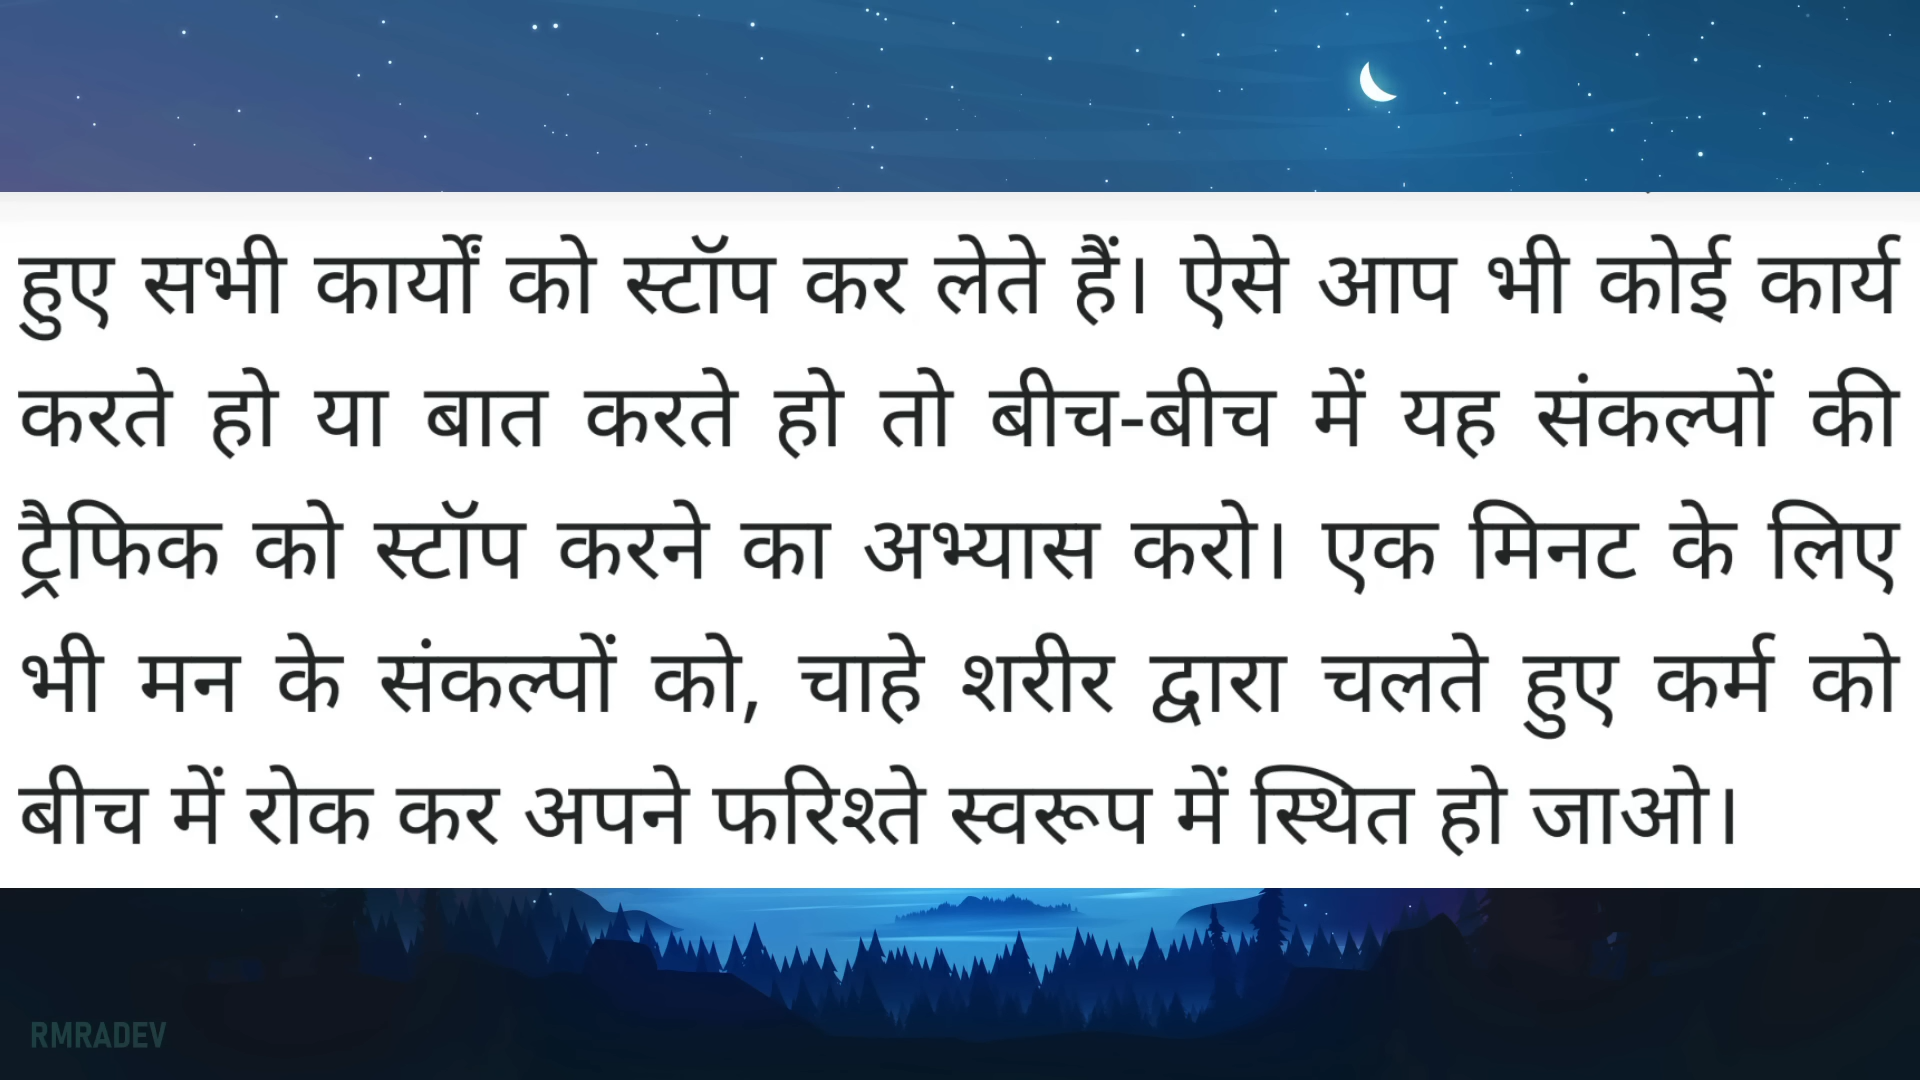 हुए सभी कार्यों को स्टॉप कर लेते हैं। ऐसे आप भी कोई कार्य
करते हो या बात करते हो तो बीच-बीच में यह संकल्पों की
ट्रैफिक को स्टॉप करने का अभ्यास करो। एक मिनट के लिए
भी मन के संकल्पों को, चाहे शरीर द्वारा चलते हुए कर्म को
बीच में रोक कर अपने फरिश्ते स्वरूप में स्थित हो जाओ।
RMRADEV